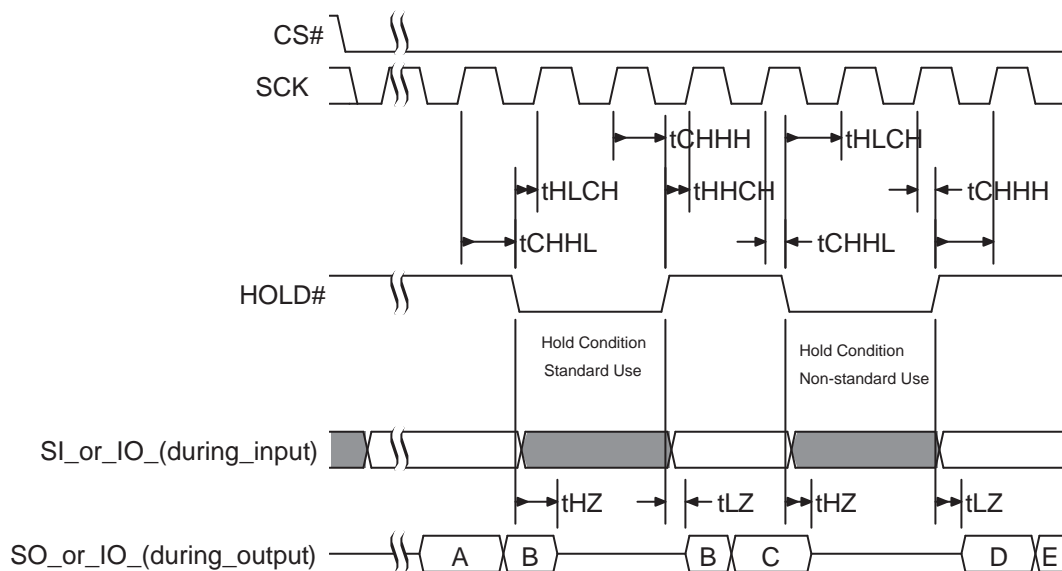 CS#
SCK
tCHHH
tHLCH
tHLCH
tHHCH
tCHHH
tCHHL
tCHHL
HOLD#
Hold Condition
Standard Use
Hold Condition
Non-standard Use
SI_or_IO_(during_input)
tHZ
tLZ
tHZ
tLZ
SO_or_IO_(during_output)
A
B
B
C
D
E